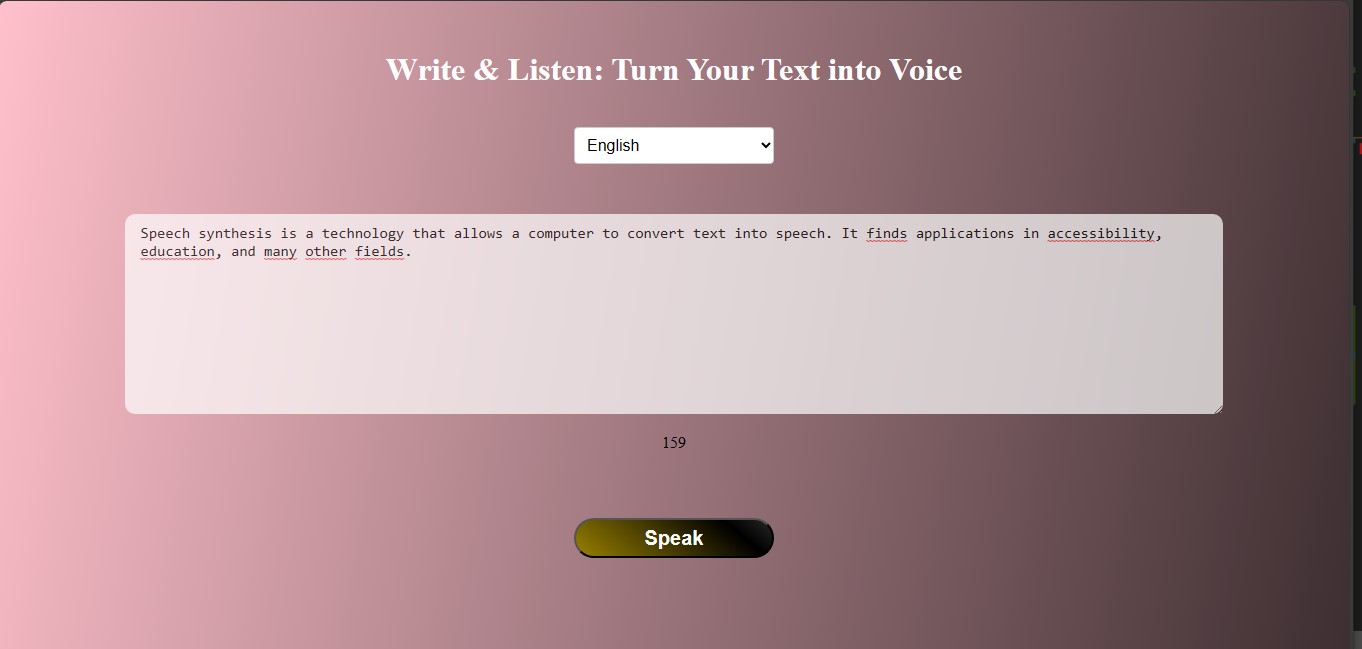 Write & Listen: Turn Your Text into Voice
English
Speech synthesis is a technology that allows a computer to convert text into speech. It finds applications in accessibility,
education, and many other fields.
159
Speak